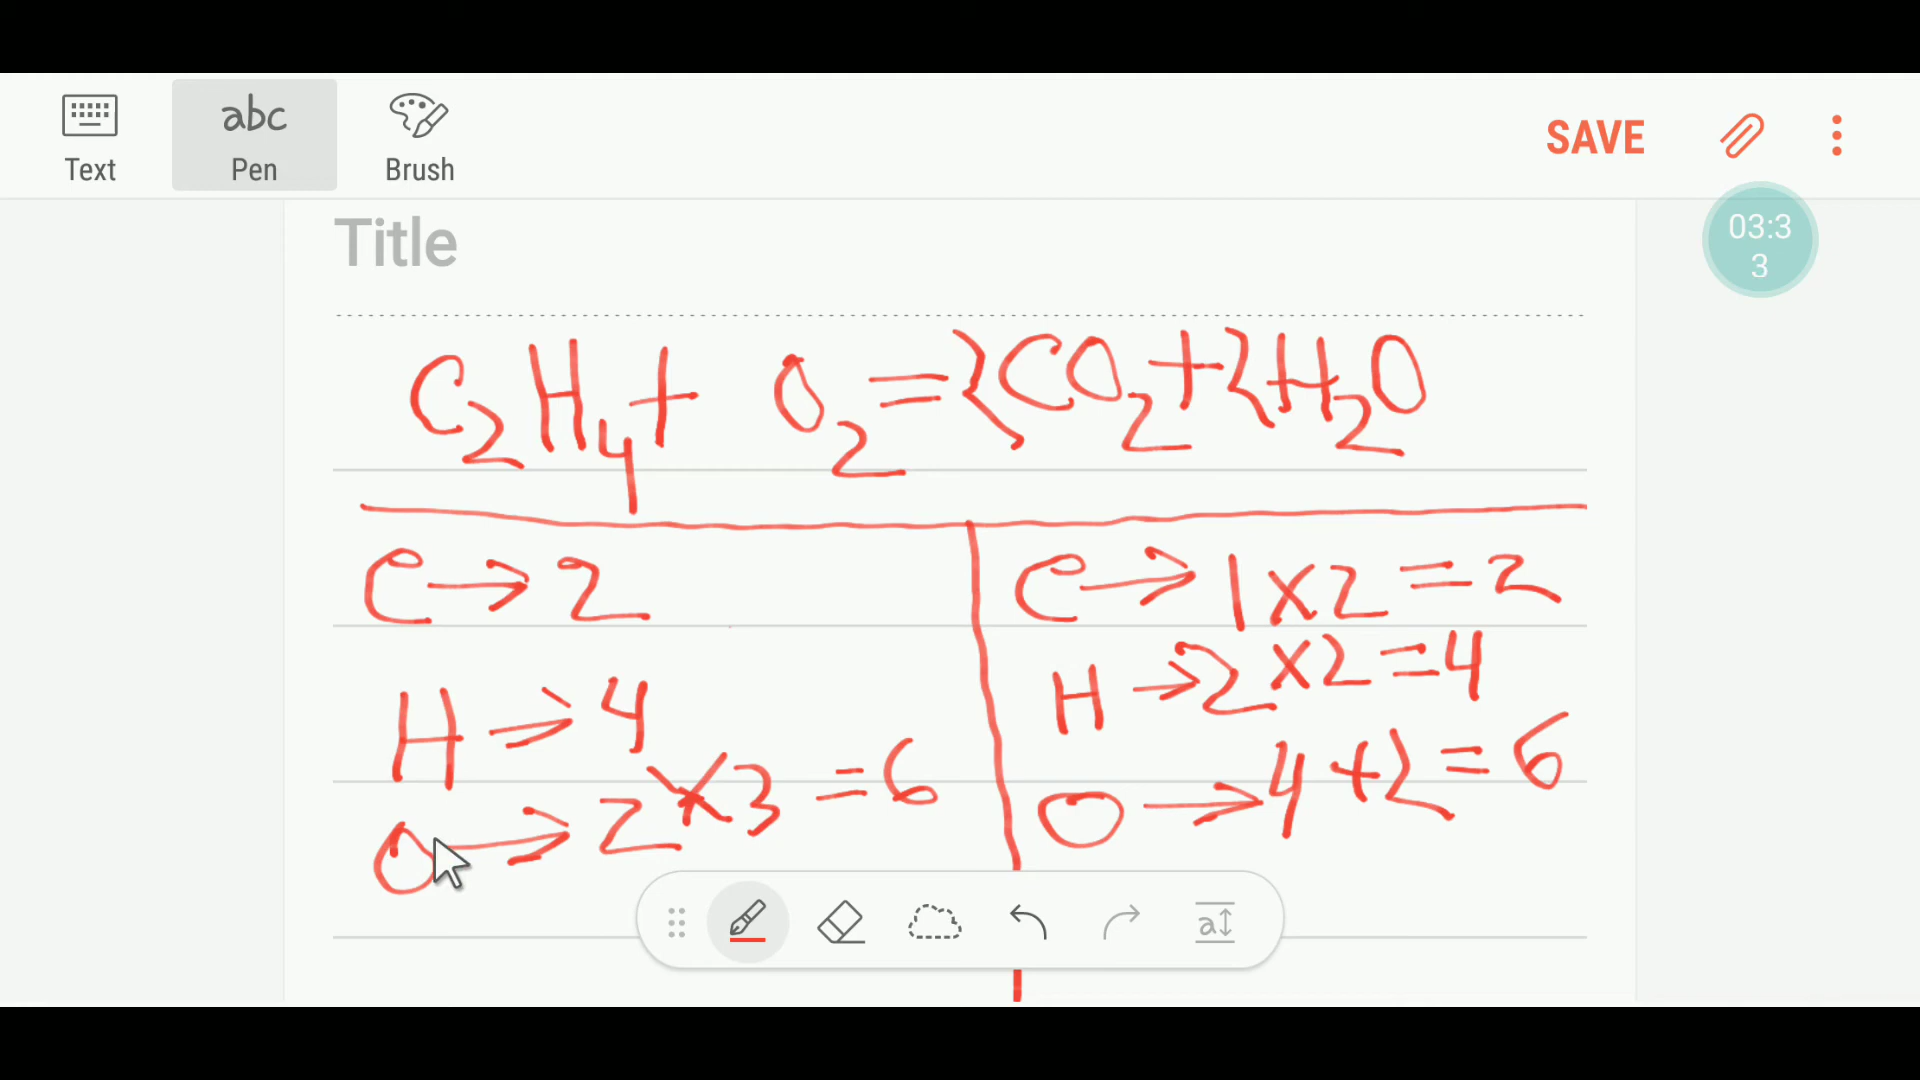 Text
abc
Pen
Brush
SAVE
03:3
3
Title
C₂H₄+ O₂=2CO₂+2H₂O
C→2
C→1×2=2
H→4
H→2×2=4
O→2×3=6
O→4+2=6
a